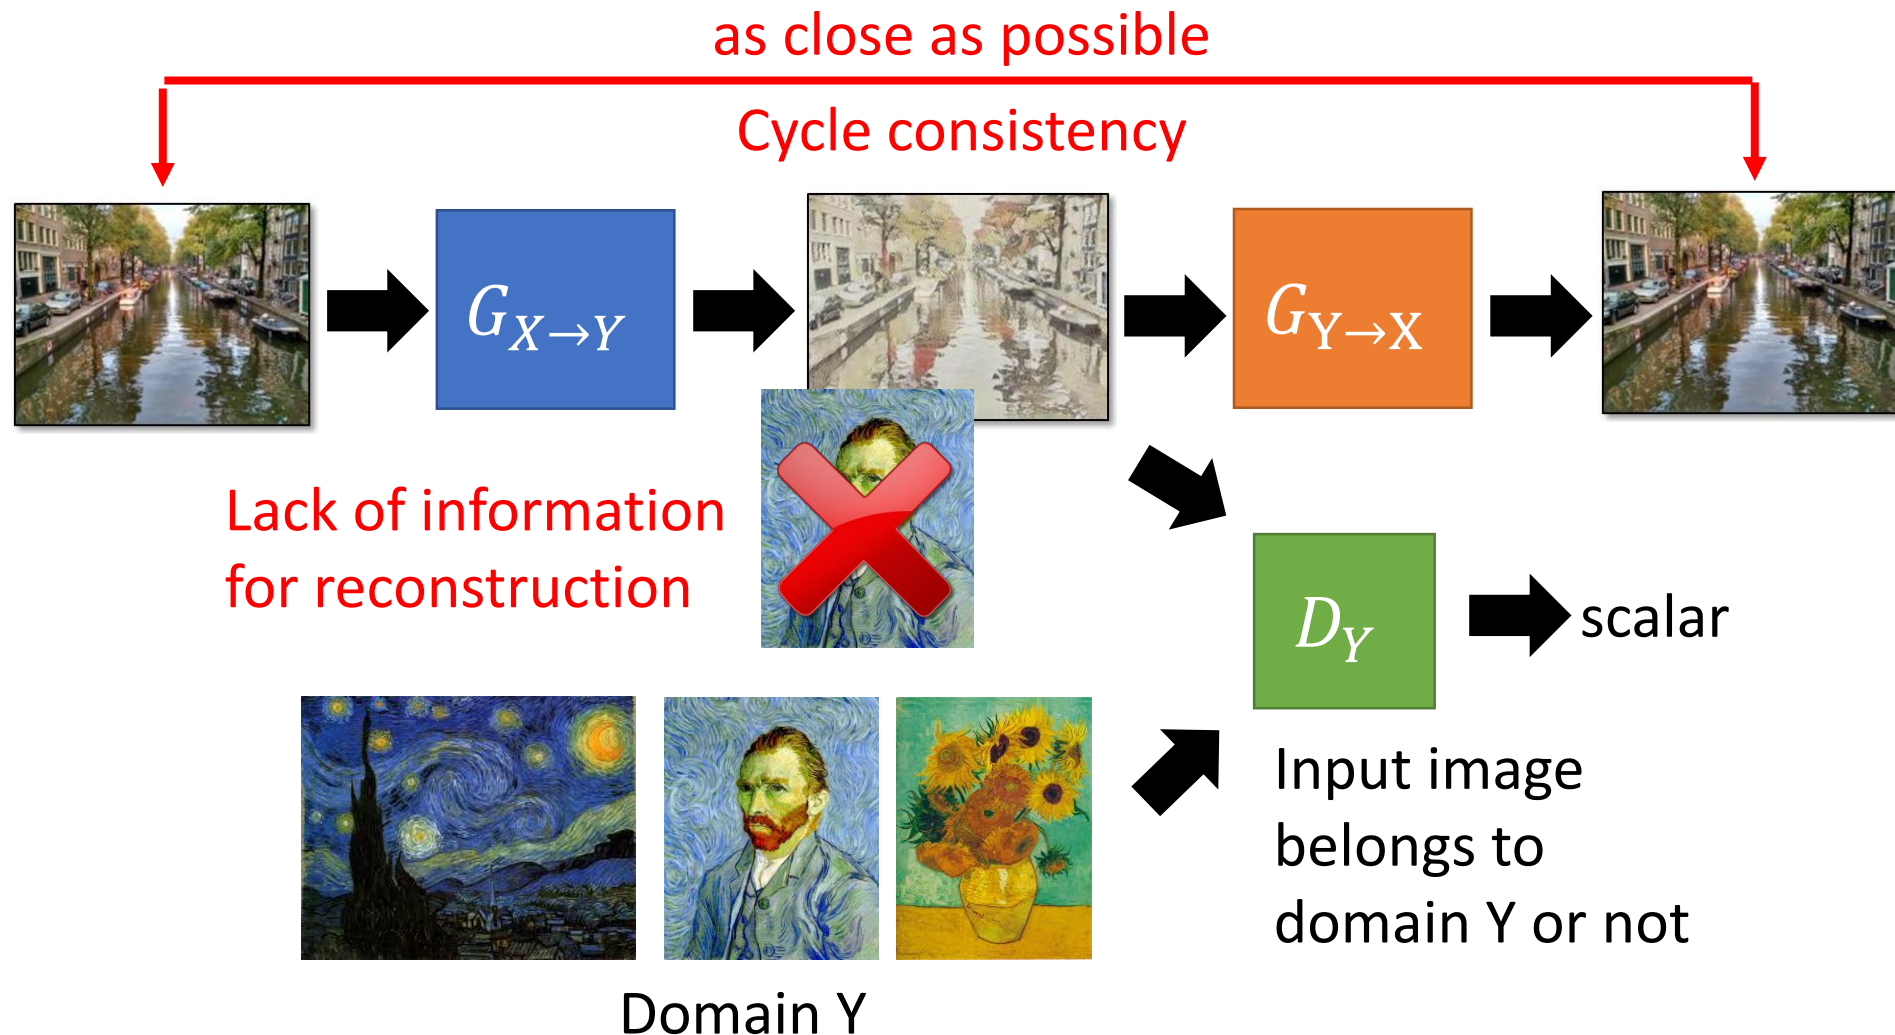 as close as possible
Cycle consistency
G_{X→Y}
G_{Y→X}
Lack of information
for reconstruction
D_Y
scalar
Input image
belongs to
domain Y or not
Domain Y